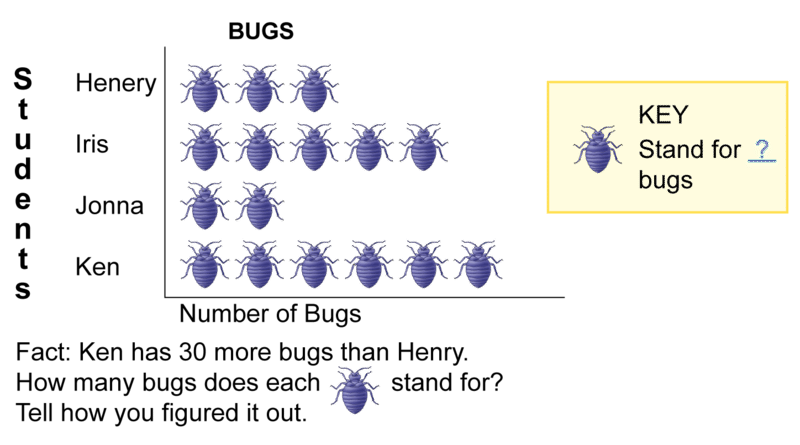 BUGS
Students
Henery
Iris
Jonna
Ken
Number of Bugs
KEY
Stand for ?
bugs
Fact: Ken has 30 more bugs than Henry.
How many bugs does each stand for?
Tell how you figured it out.